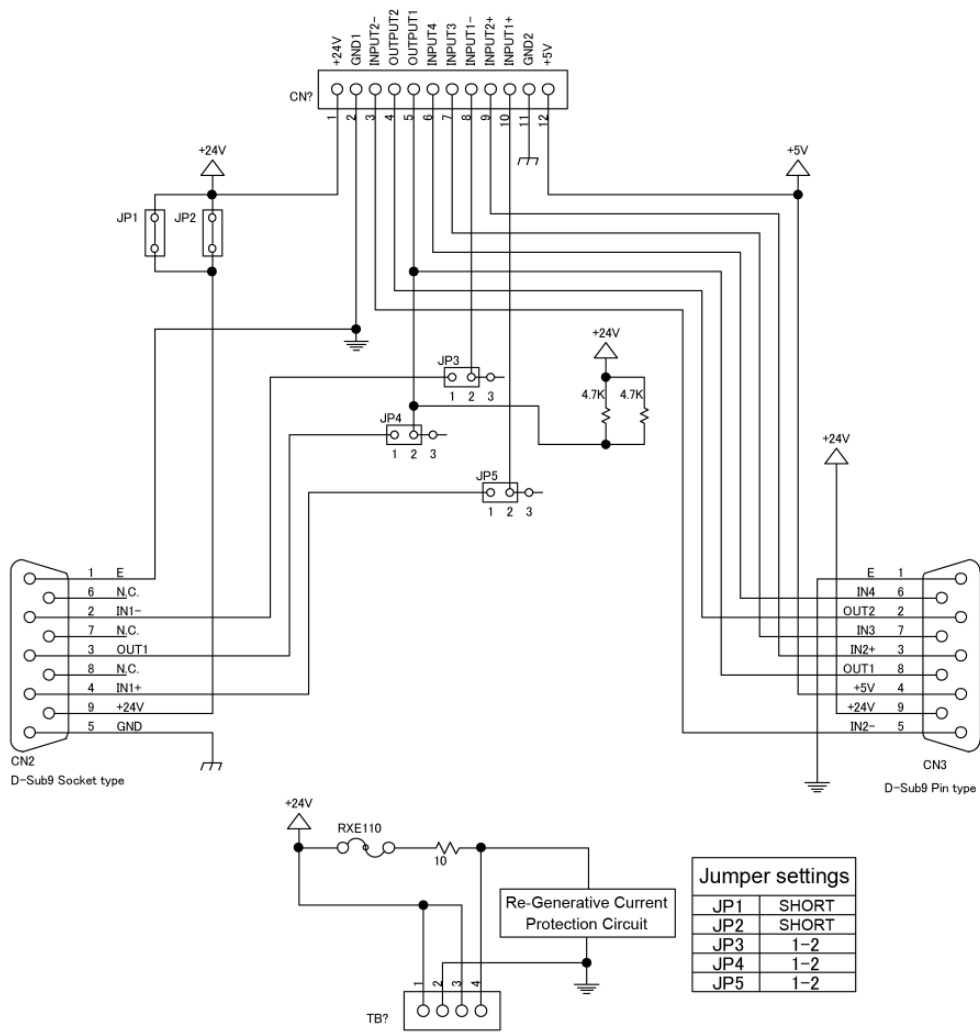 +24V
GND1
INPUT2-
OUTPUT2
OUTPUT1
INPUT4
INPUT3
INPUT1-
INPUT2+
INPUT1+
GND2
+5V
CN?
1
2
3
4
5
6
7
8
9
10
11
12
+24V
+5V
JP1
JP2
+24V
JP3
1 2 3
4.7K
4.7K
JP4
1 2 3
+24V
JP5
1 2 3
1 E
6 N.C.
2 IN1-
7 N.C.
3 OUT1
8 N.C.
4 IN1+
9 +24V
5 GND
CN2
D-Sub9 Socket type
E 1
IN4 6
OUT2 2
IN3 7
IN2+ 3
OUT1 8
+5V 4
+24V 9
IN2- 5
CN3
D-Sub9 Pin type
+24V
RXE110
10
Re-Generative Current
Protection Circuit
1
2
3
4
TB?
Jumper settings
JP1 SHORT
JP2 SHORT
JP3 1-2
JP4 1-2
JP5 1-2